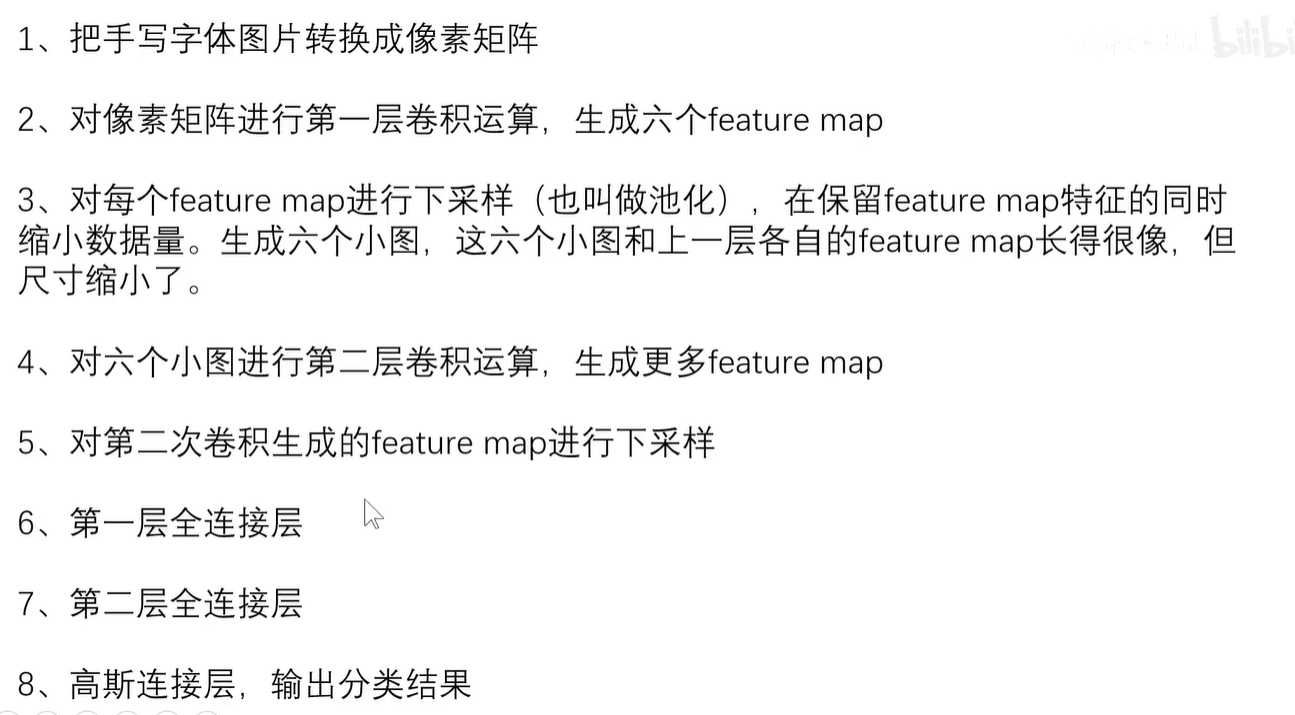 1、把手写字体图片转换成像素矩阵
2、对像素矩阵进行第一层卷积运算，生成六个feature map
3、对每个feature map进行下采样（也叫做池化），在保留feature map特征的同时
缩小数据量。生成六个小图，这六个小图和上一层各自的feature map长得很像，但
尺寸缩小了。
4、对六个小图进行第二层卷积运算，生成更多feature map
5、对第二次卷积生成的feature map进行下采样
6、第一层全连接层
7、第二层全连接层
8、高斯连接层，输出分类结果